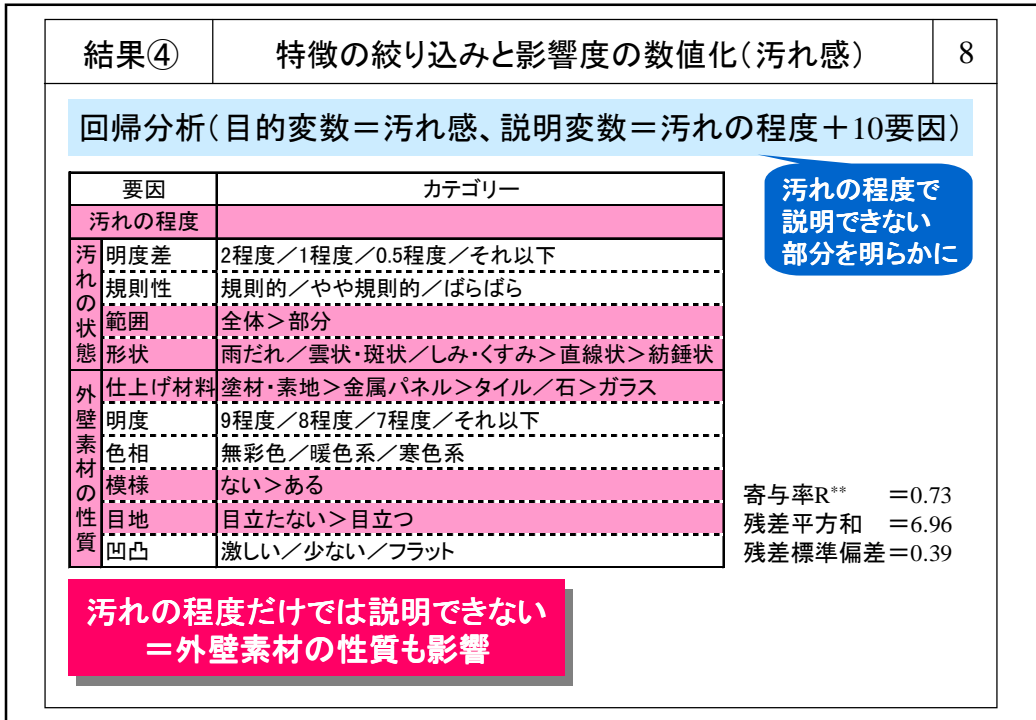 結果④ 特徴の絞り込みと影響度の数値化(汚れ感) 8
回帰分析(目的変数＝汚れ感、説明変数＝汚れの程度＋10要因)
汚れの程度で
説明できない
部分を明らかに
要因 カテゴリー
汚れの程度
汚れの状態
明度差 2程度／1程度／0.5程度／それ以下
規則性 規則的／やや規則的／ばらばら
範囲 全体＞部分
形状 雨だれ／雲状・斑状／しみ・くすみ＞直線状＞紡錘状
外壁素材の性質
仕上げ材料 塗材・素地＞金属パネル＞タイル／石＞ガラス
明度 9程度／8程度／7程度／それ以下
色相 無彩色／暖色系／寒色系
模様 ない＞ある
目地 目立たない＞目立つ
凹凸 激しい／少ない／フラット
寄与率R** ＝0.73
残差平方和 ＝6.96
残差標準偏差＝0.39
汚れの程度だけでは説明できない
＝外壁素材の性質も影響